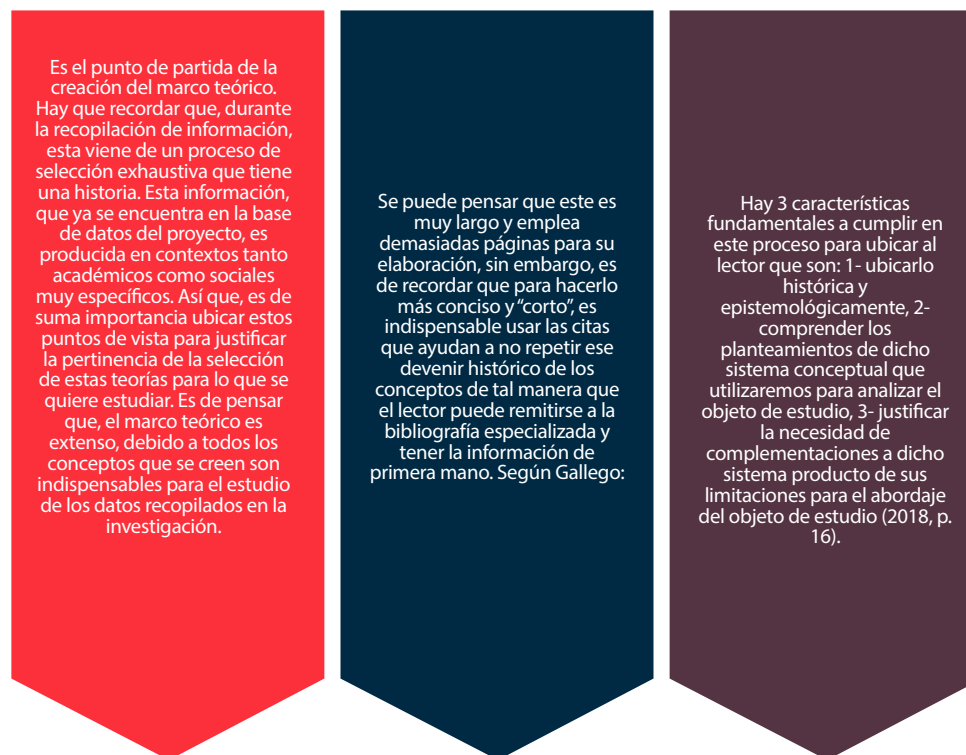 Es el punto de partida de la
creación del marco teórico.
Hay que recordar que, durante
la recopilación de información,
esta viene de un proceso de
selección exhaustiva que tiene
una historia. Esta información,
que ya se encuentra en la base
de datos del proyecto, es
producida en contextos tanto
académicos como sociales
muy específicos. Así que, es de
suma importancia ubicar estos
puntos de vista para justificar
la pertinencia de la selección
de estas teorías para lo que se
quiere estudiar. Es de pensar
que, el marco teórico es
extenso, debido a todos los
conceptos que se creen son
indispensables para el estudio
de los datos recopilados en la
investigación.
Se puede pensar que este es
muy largo y emplea
demasiadas páginas para su
elaboración, sin embargo, es
de recordar que para hacerlo
más conciso y “corto”, es
indispensable usar las citas
que ayudan a no repetir ese
devenir histórico de los
conceptos de tal manera que
el lector puede remitirse a la
bibliografía especializada y
tener la información de
primera mano. Según Gallego:
Hay 3 características
fundamentales a cumplir en
este proceso para ubicar al
lector que son: 1- ubicarlo
histórica y
epistemológicamente, 2-
comprender los
planteamientos de dicho
sistema conceptual que
utilizaremos para analizar el
objeto de estudio, 3- justificar
la necesidad de
complementaciones a dicho
sistema producto de sus
limitaciones para el abordaje
del objeto de estudio (2018, p.
16).